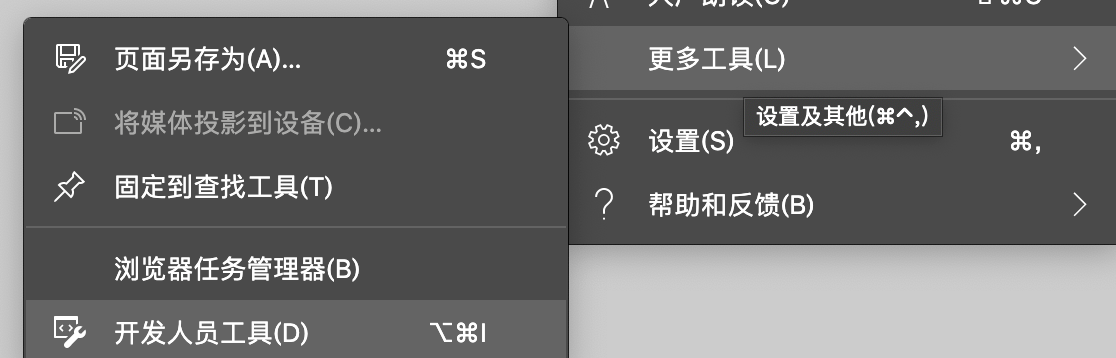 页面另存为(A)... ⌘S
将媒体投影到设备(C)...
固定到查找工具(T)
浏览器任务管理器(B)
开发人员工具(D) ⌥⌘I
更多工具(L)
设置及其他(⌘^,)
设置(S) ⌘,
帮助和反馈(B)